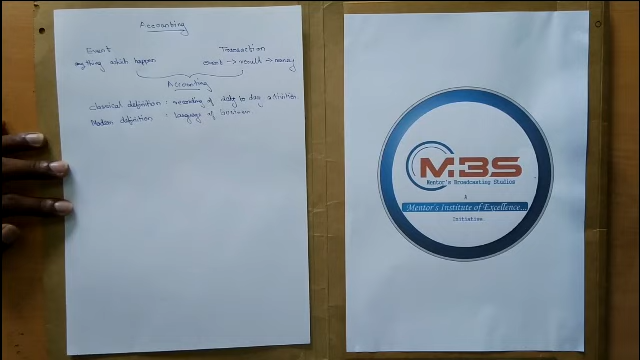 Accounting
Event
Transaction
anything which happen
event → result → money
Accounting
Classical definition : recording of day to day activities
Modern definition : language of business
MBS
Mentor's Broadcasting Studios
A
Mentor's Institute of Excellence...
Initiative.